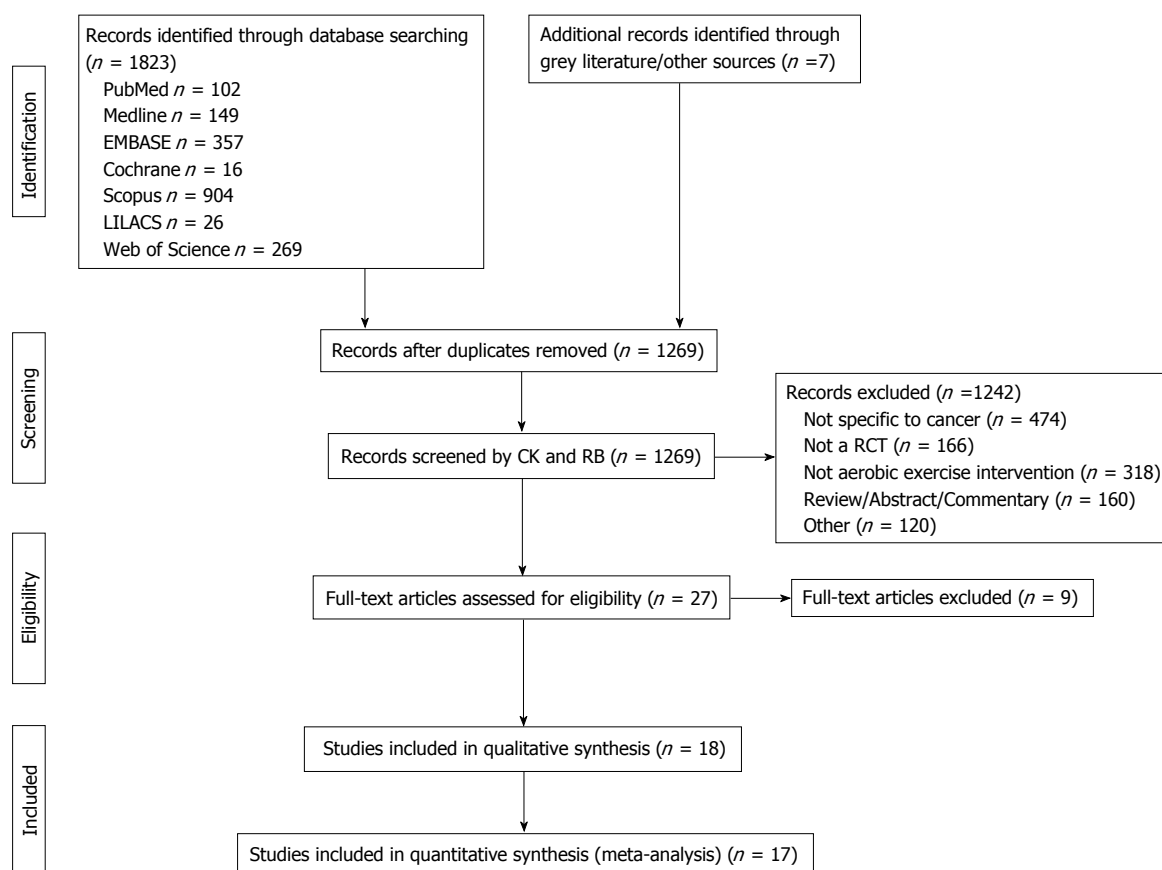 Identification
Records identified through database searching
(n = 1823)
PubMed n = 102
Medline n = 149
EMBASE n = 357
Cochrane n = 16
Scopus n = 904
LILACS n = 26
Web of Science n = 269
Additional records identified through
grey literature/other sources (n =7)
Screening
Records after duplicates removed (n = 1269)
Records screened by CK and RB (n = 1269)
Records excluded (n =1242)
Not specific to cancer (n = 474)
Not a RCT (n = 166)
Not aerobic exercise intervention (n = 318)
Review/Abstract/Commentary (n = 160)
Other (n = 120)
Eligibility
Full-text articles assessed for eligibility (n = 27)
Full-text articles excluded (n = 9)
Included
Studies included in qualitative synthesis (n = 18)
Studies included in quantitative synthesis (meta-analysis) (n = 17)